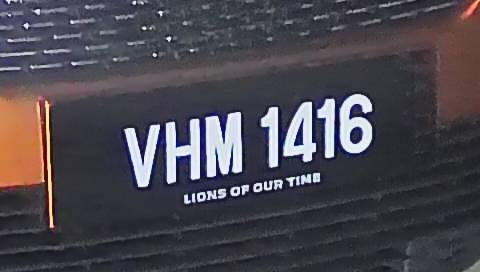 VHM 1416
LIONS OF OUR TIME